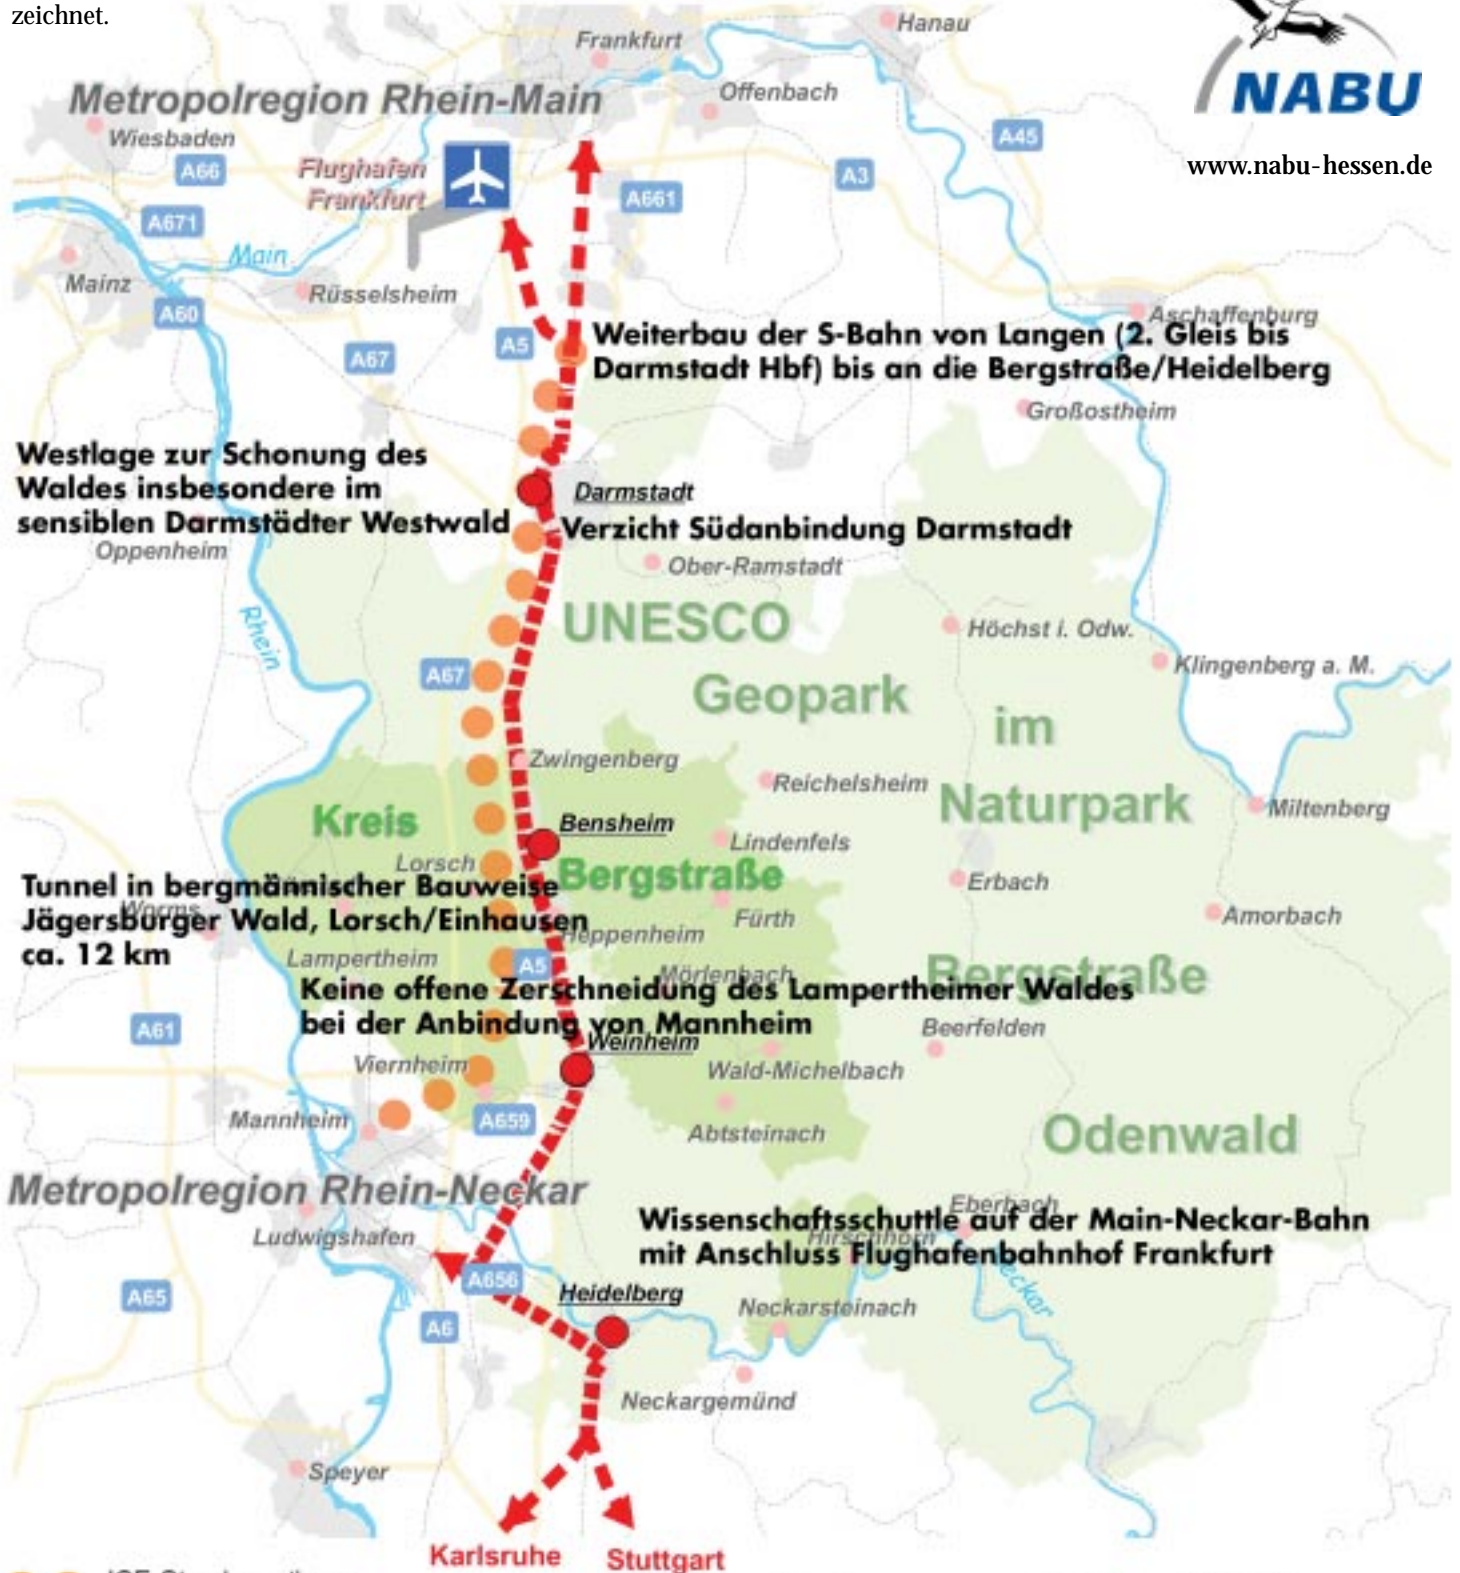 zeichnet.
Hanau
Frankfurt
Offenbach
NABU
www.nabu-hessen.de
Metropolregion Rhein-Main
Wiesbaden
A45
A66
Flughafen
Frankfurt
A3
A661
A671
Main
Mainz
Rüsselsheim
A60
Aschaffenburg
A5
A67
Weiterbau der S-Bahn von Langen (2. Gleis bis
Darmstadt Hbf) bis an die Bergstraße/Heidelberg
Großostheim
Westlage zur Schonung des
Waldes insbesondere im
sensiblen Darmstädter Westwald
Darmstadt
Verzicht Südanbindung Darmstadt
Oppenheim
Ober-Ramstadt
Rhein
UNESCO
Höchst i. Odw.
Klingenberg a. M.
A67
Geopark
im
Zwingenberg
Reichelsheim
Naturpark
Miltenberg
Kreis
Bensheim
Lindenfels
Lorsch
Bergstraße
Erbach
Tunnel in bergmännischer Bauweise
Jägersburger Wald, Lorsch/Einhausen
ca. 12 km
Worms
Fürth
Amorbach
Heppenheim
Lampertheim
A5
Mörlenbach
Bergstraße
Keine offene Zerschneidung des Lampertheimer Waldes
bei der Anbindung von Mannheim
A61
Beerfelden
Weinheim
Viernheim
Wald-Michelbach
Mannheim
A659
Abtsteinach
Odenwald
Metropolregion Rhein-Neckar
Eberbach
Ludwigshafen
Wissenschaftsschuttle auf der Main-Neckar-Bahn
mit Anschluss Flughafenbahnhof Frankfurt
Hirschhorn
A656
Neckar
A65
Heidelberg
Neckarsteinach
A6
Neckargemünd
Speyer
Karlsruhe
Stuttgart